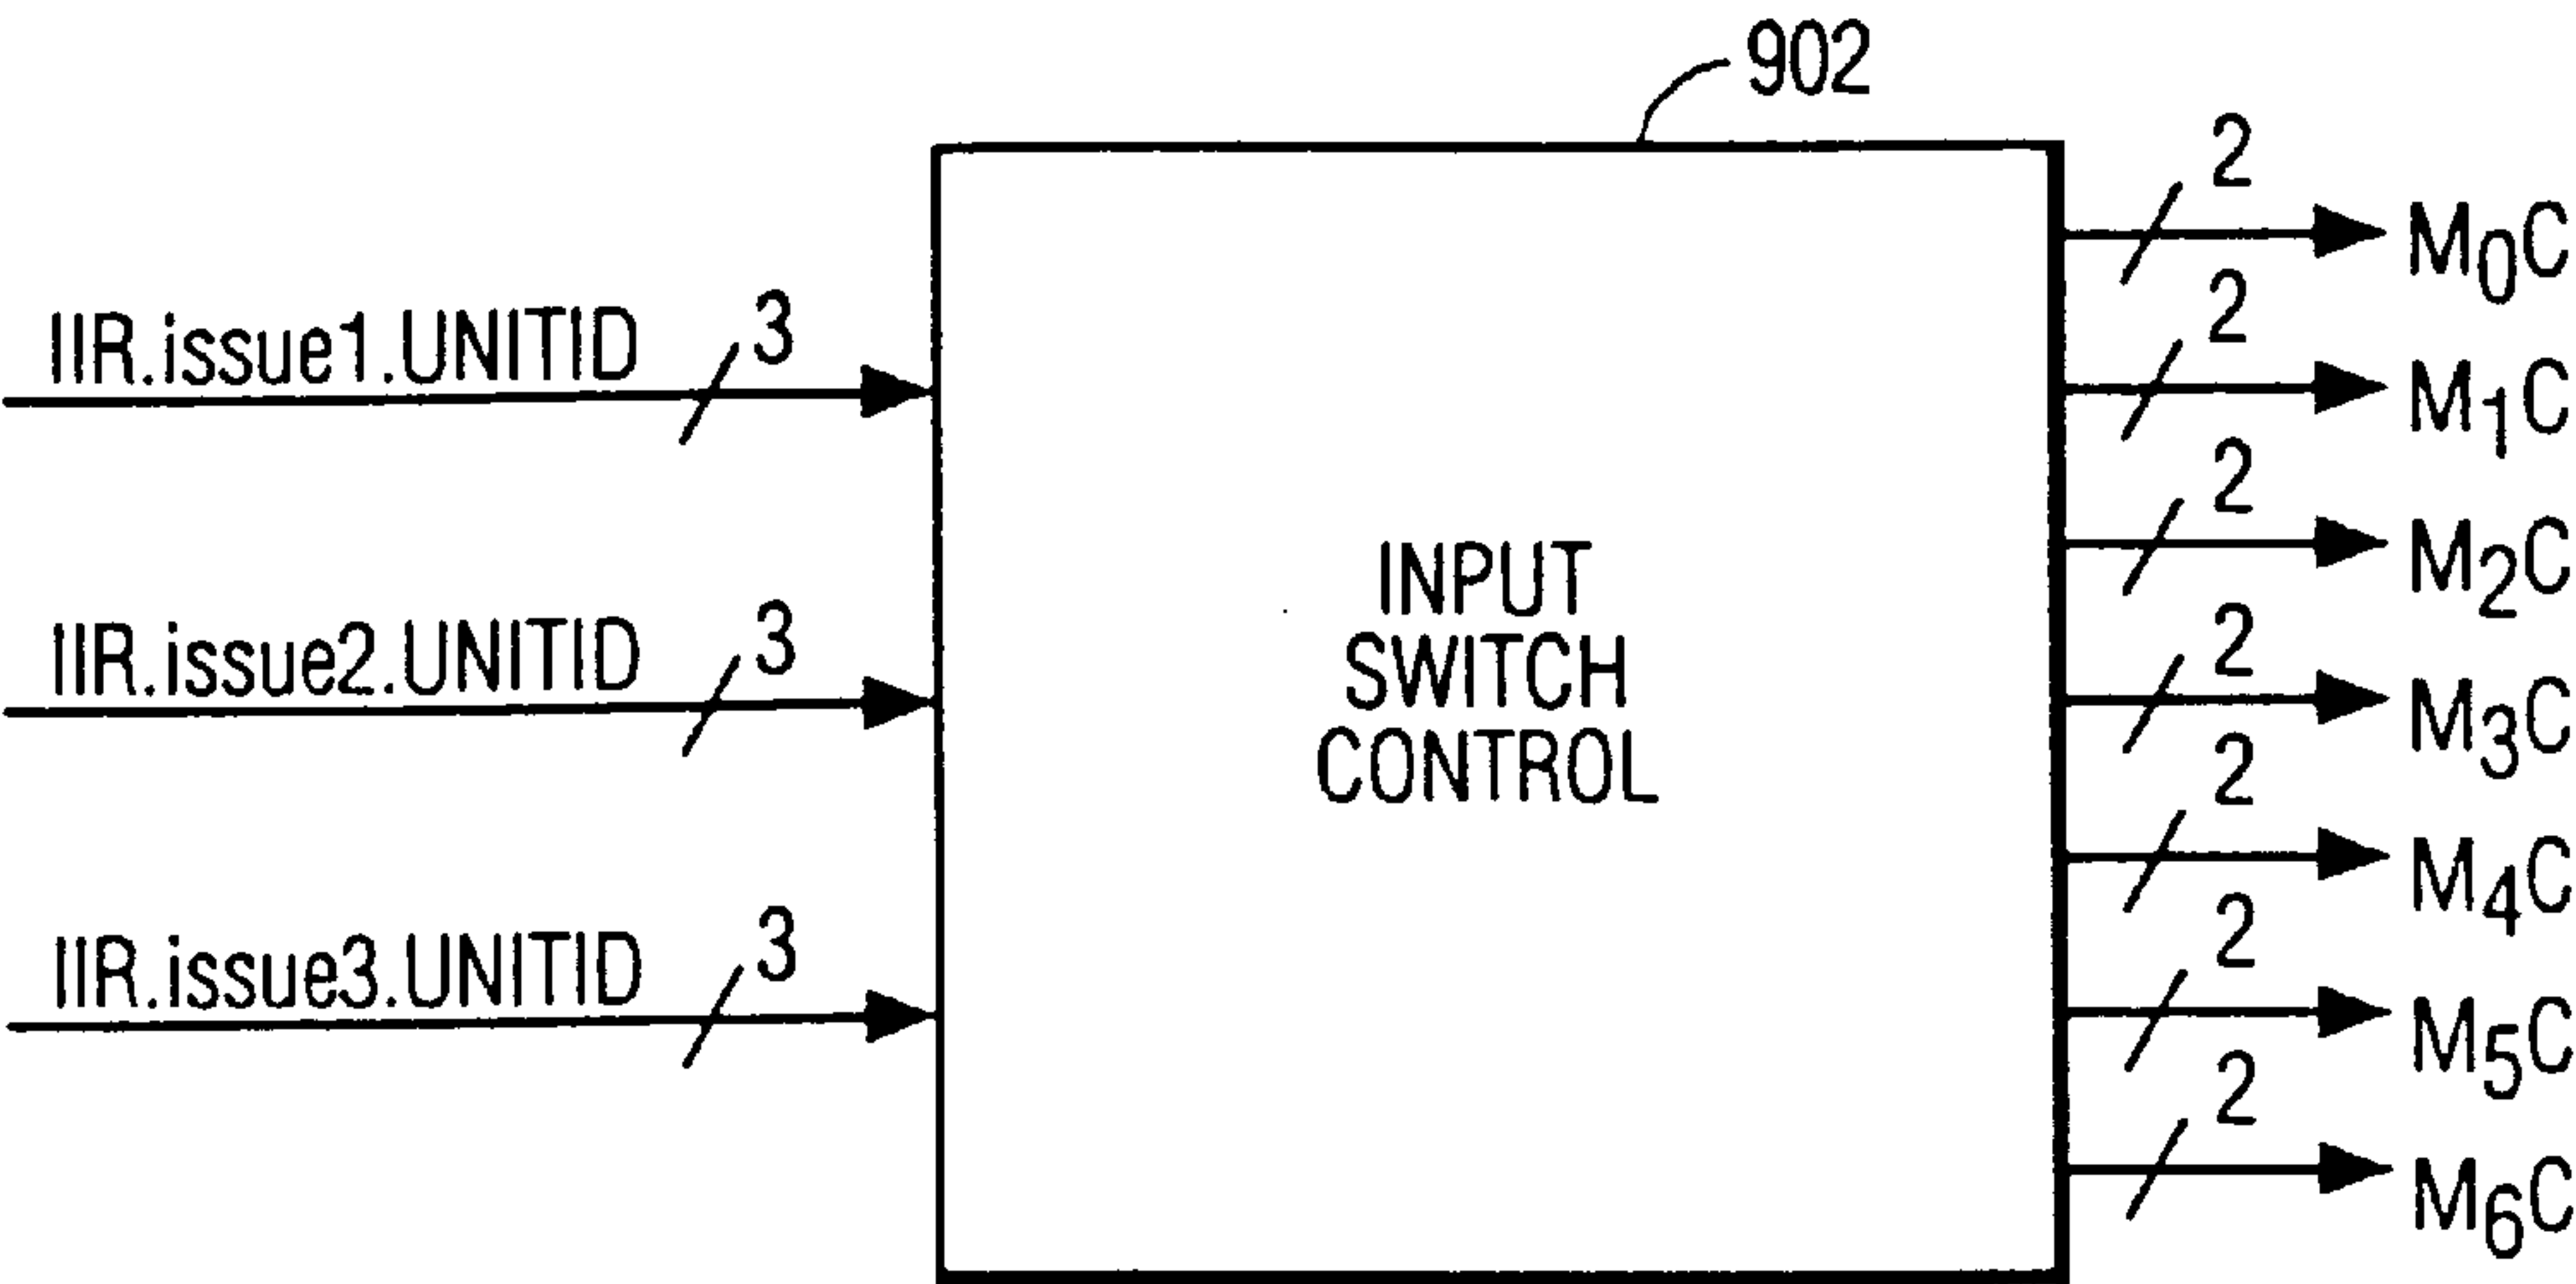 902
IIR.issue1.UNITID 3
IIR.issue2.UNITID 3
IIR.issue3.UNITID 3
INPUT
SWITCH
CONTROL
2 M₀C
2 M₁C
2 M₂C
2 M₃C
2 M₄C
2 M₅C
2 M₆C